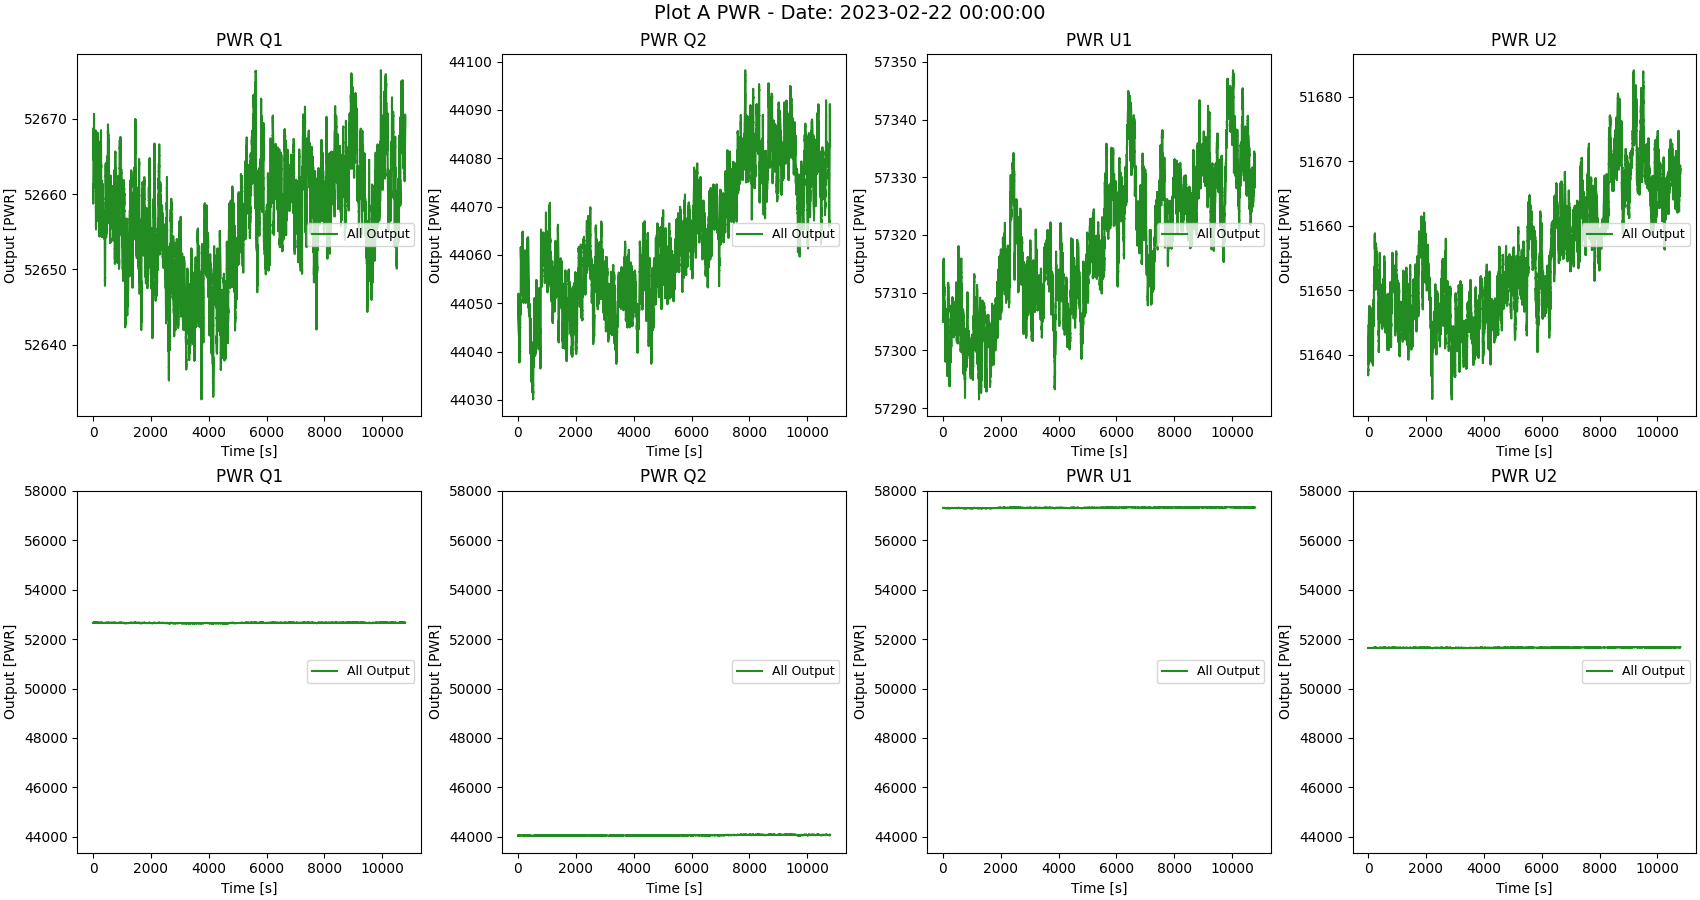 Plot A PWR - Date: 2023-02-22 00:00:00
PWR Q1
52670
52660
52650
52640
Output [PWR]
0 2000 4000 6000 8000 10000
Time [s]
All Output
PWR Q2
44100
44090
44080
44070
44060
44050
44040
44030
Output [PWR]
0 2000 4000 6000 8000 10000
Time [s]
All Output
PWR U1
57350
57340
57330
57320
57310
57300
57290
Output [PWR]
0 2000 4000 6000 8000 10000
Time [s]
All Output
PWR U2
51680
51670
51660
51650
51640
Output [PWR]
0 2000 4000 6000 8000 10000
Time [s]
All Output
PWR Q1
58000
56000
54000
52000
50000
48000
46000
44000
Output [PWR]
0 2000 4000 6000 8000 10000
Time [s]
All Output
PWR Q2
58000
56000
54000
52000
50000
48000
46000
44000
Output [PWR]
0 2000 4000 6000 8000 10000
Time [s]
All Output
PWR U1
58000
56000
54000
52000
50000
48000
46000
44000
Output [PWR]
0 2000 4000 6000 8000 10000
Time [s]
All Output
PWR U2
58000
56000
54000
52000
50000
48000
46000
44000
Output [PWR]
0 2000 4000 6000 8000 10000
Time [s]
All Output